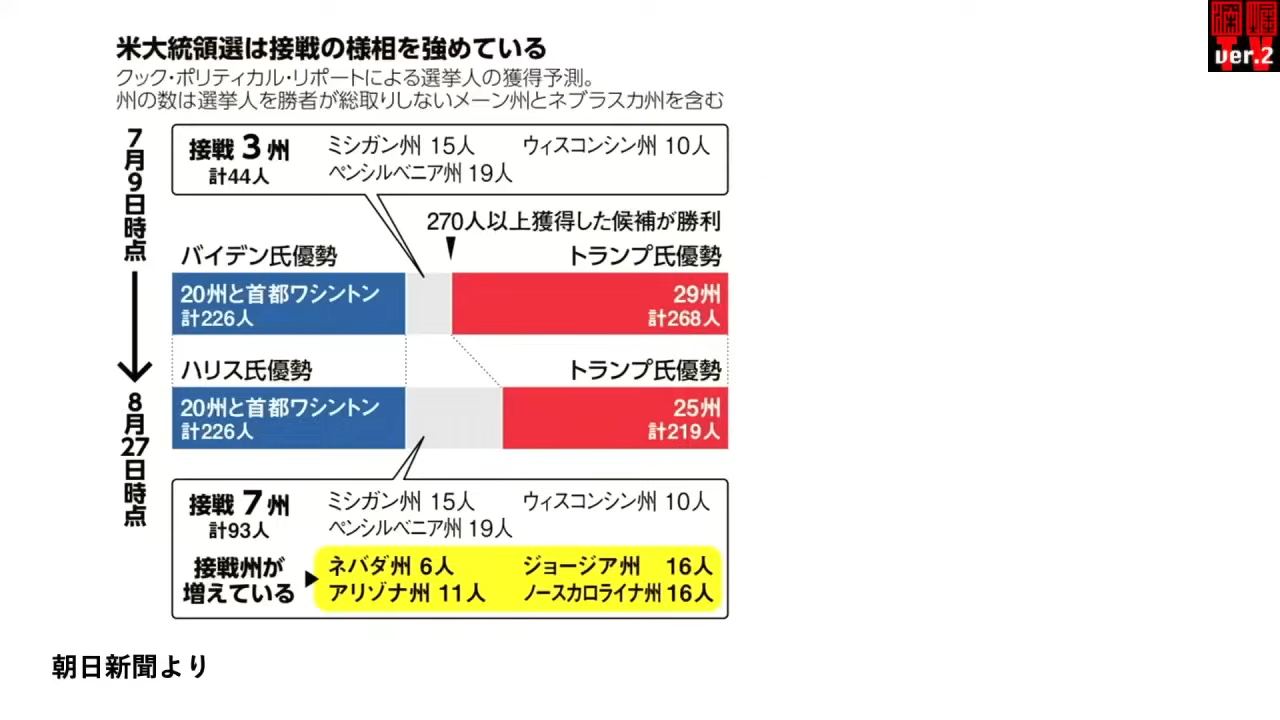 米大統領選は接戦の様相を強めている
クック・ポリティカル・リポートによる選挙人の獲得予測。
州の数は選挙人を勝者が総取りしないメーン州とネブラスカ州を含む
7月9日時点
接戦3州
計44人
ミシガン州 15人 ウィスコンシン州 10人
ペンシルベニア州 19人
270人以上獲得した候補が勝利
バイデン氏優勢 トランプ氏優勢
20州と首都ワシントン
計226人
29州
計268人
ハリス氏優勢 トランプ氏優勢
20州と首都ワシントン
計226人
25州
計219人
8月27日時点
接戦7州
計93人
ミシガン州 15人 ウィスコンシン州 10人
ペンシルベニア州 19人
接戦州が
増えている
ネバダ州 6人 ジョージア州 16人
アリゾナ州 11人 ノースカロライナ州 16人
朝日新聞より
深掘
TV
ver.2